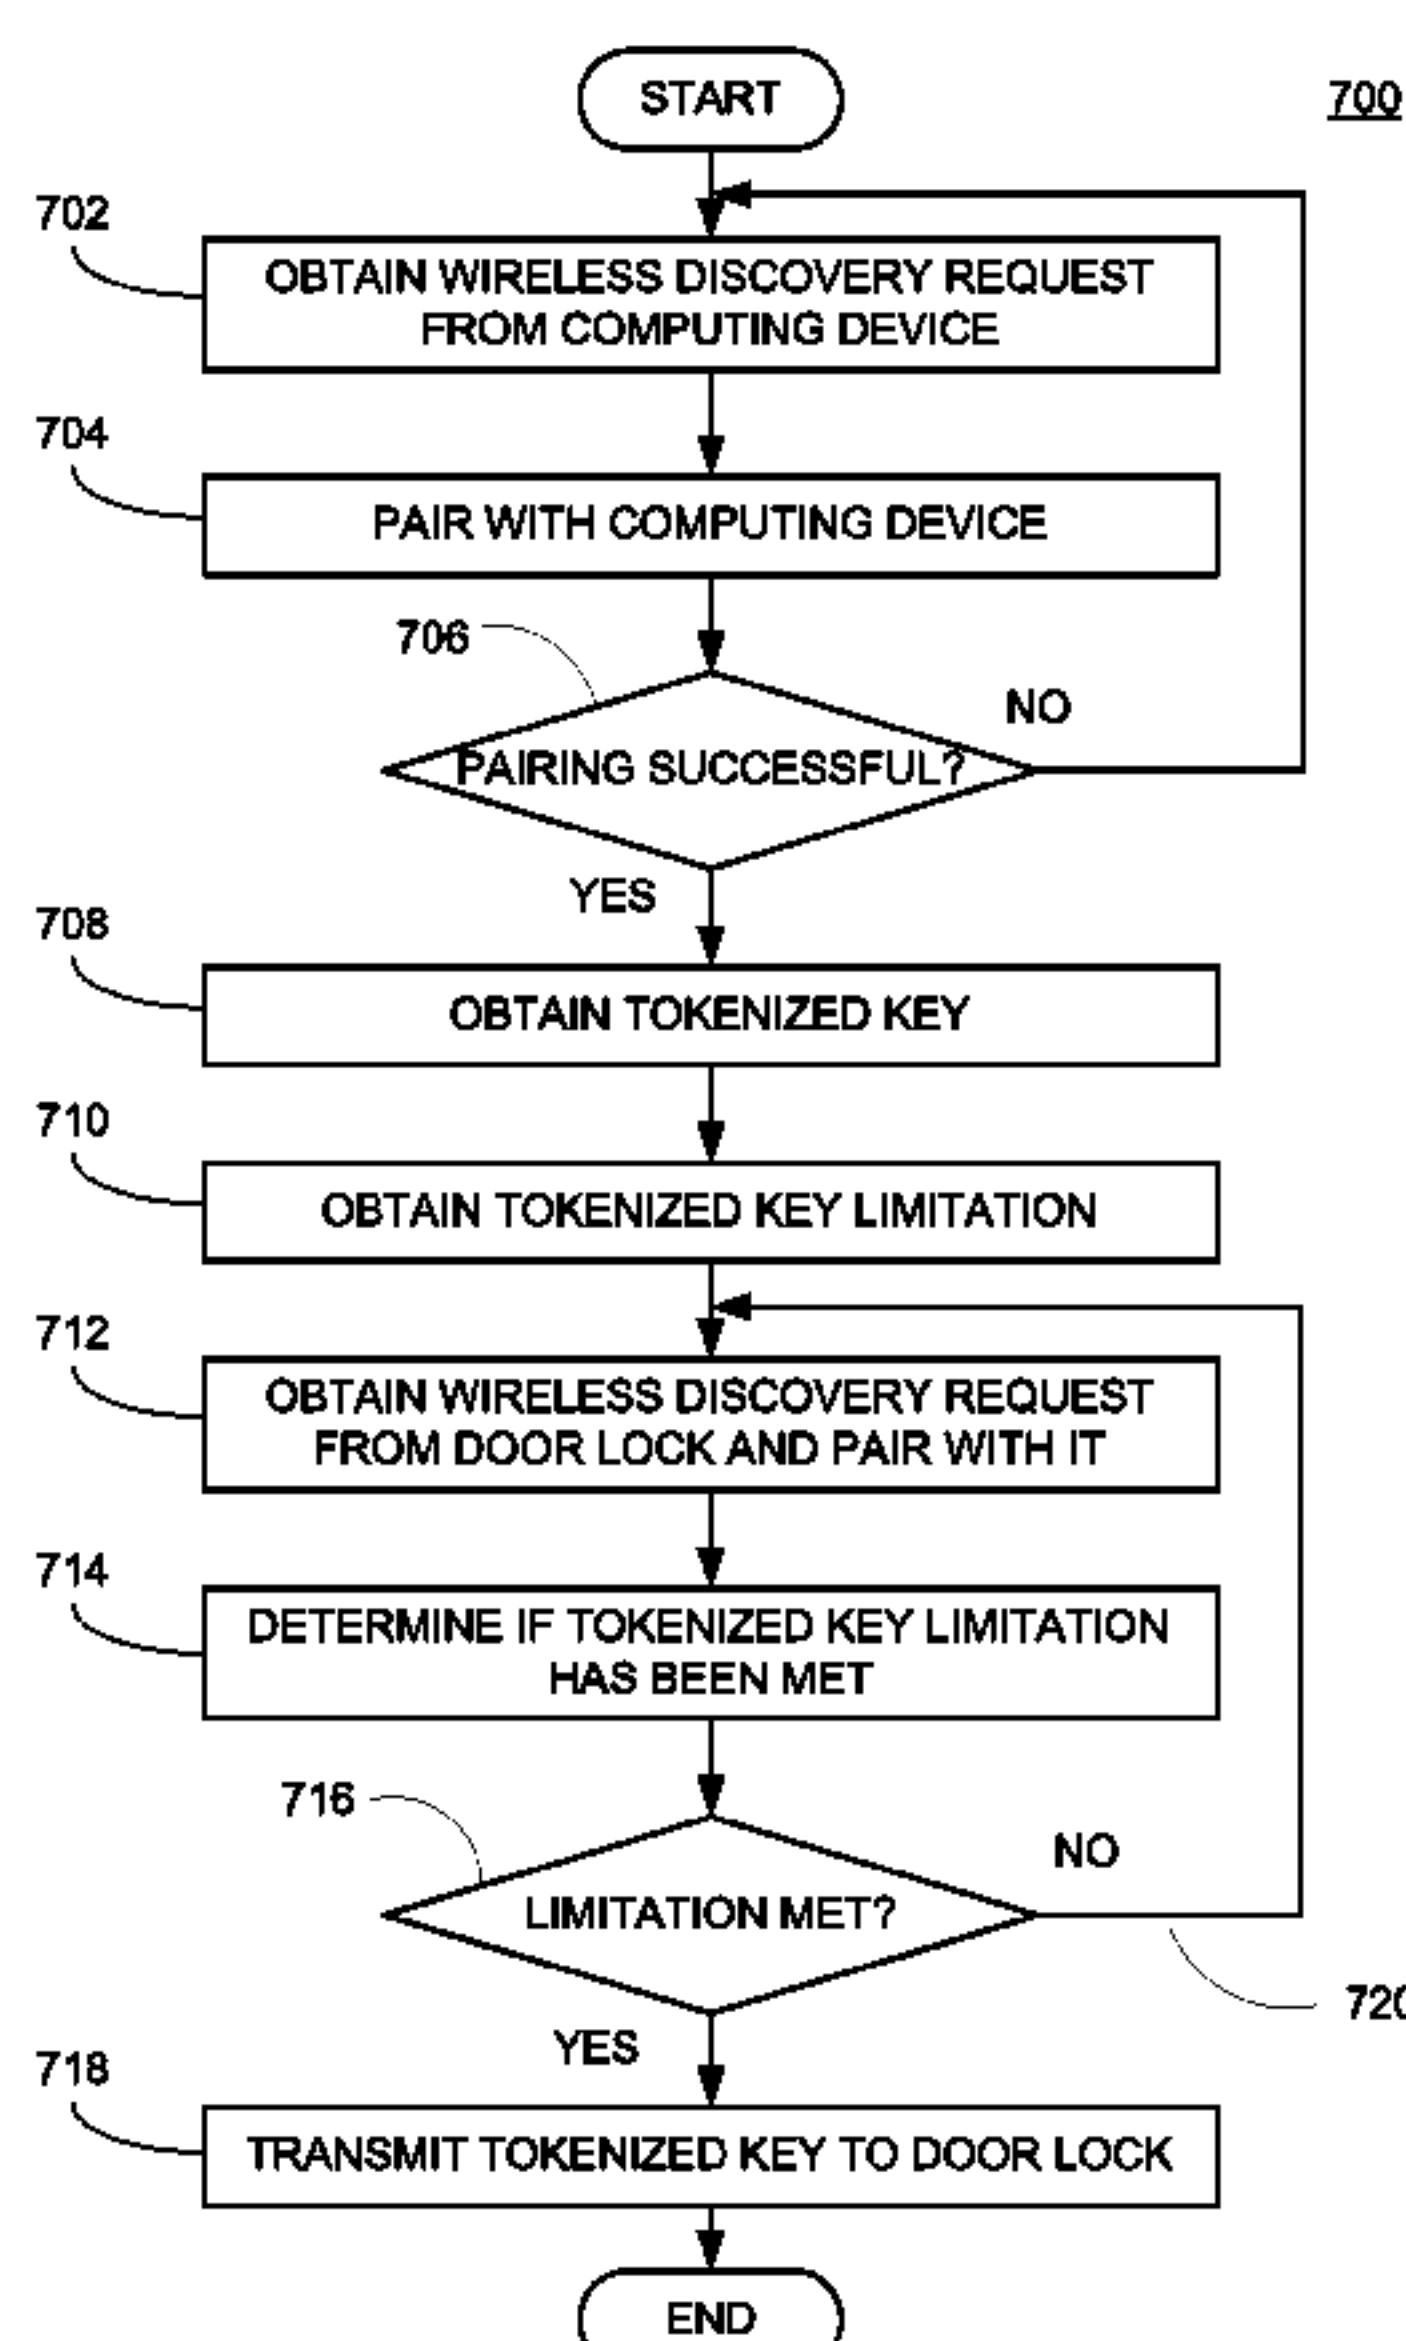 START
700
702
OBTAIN WIRELESS DISCOVERY REQUEST
FROM COMPUTING DEVICE
704
PAIR WITH COMPUTING DEVICE
706
NO
PAIRING SUCCESSFUL?
YES
708
OBTAIN TOKENIZED KEY
710
OBTAIN TOKENIZED KEY LIMITATION
712
OBTAIN WIRELESS DISCOVERY REQUEST
FROM DOOR LOCK AND PAIR WITH IT
714
DETERMINE IF TOKENIZED KEY LIMITATION
HAS BEEN MET
716
NO
LIMITATION MET?
720
YES
718
TRANSMIT TOKENIZED KEY TO DOOR LOCK
END